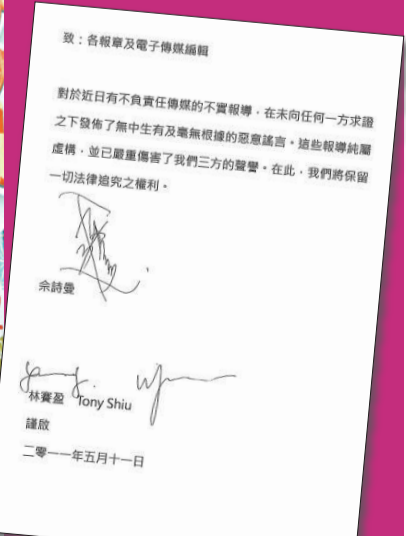 致：各報章及電子傳媒編輯
對於近日有不負責任傳媒的不實報導，在未向任何一方求證
之下發佈了無中生有及毫無根據的惡意謠言。這些報導純屬
虛構，並已嚴重傷害了我們三方的聲譽。在此，我們將保留
一切法律追究之權利。
佘詩曼
林賽盈 Tony Shiu
謹啟
二零一一年五月十一日